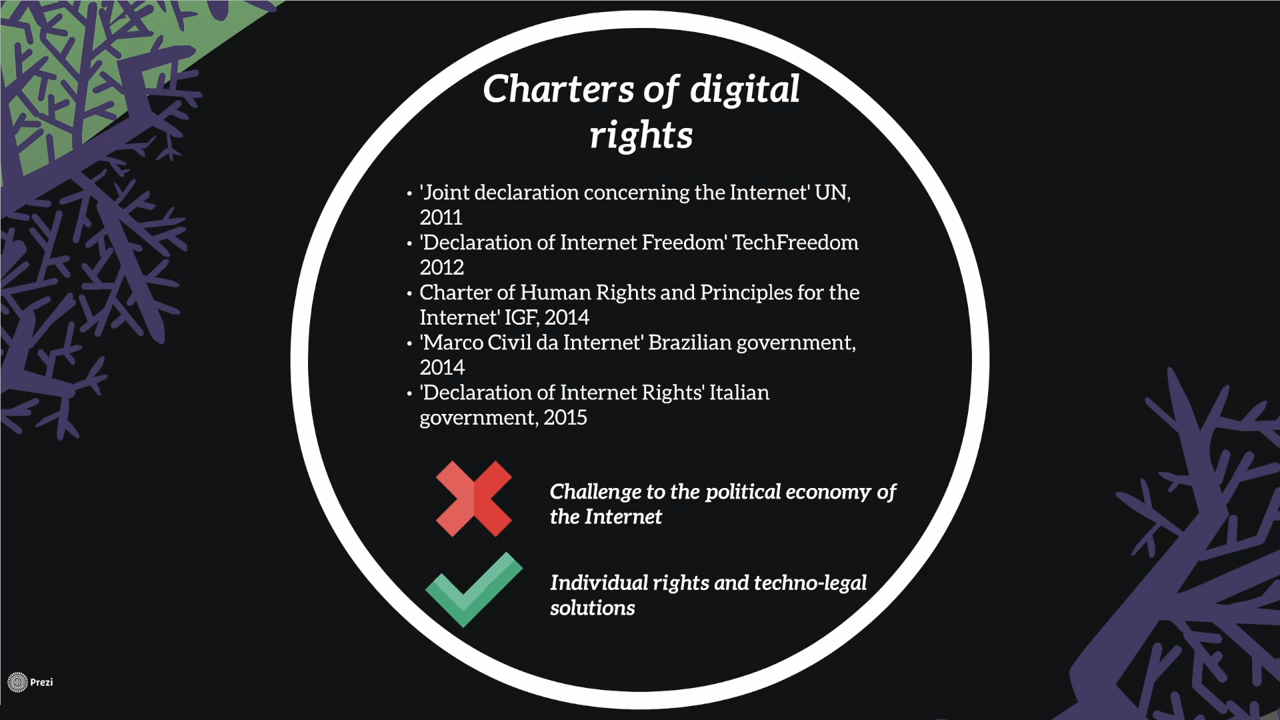 Charters of digital
rights
• 'Joint declaration concerning the Internet' UN,
2011
• 'Declaration of Internet Freedom' TechFreedom
2012
• Charter of Human Rights and Principles for the
Internet' IGF, 2014
• 'Marco Civil da Internet' Brazilian government,
2014
• 'Declaration of Internet Rights' Italian
government, 2015
Challenge to the political economy of
the Internet
Individual rights and techno-legal
solutions
Prezi